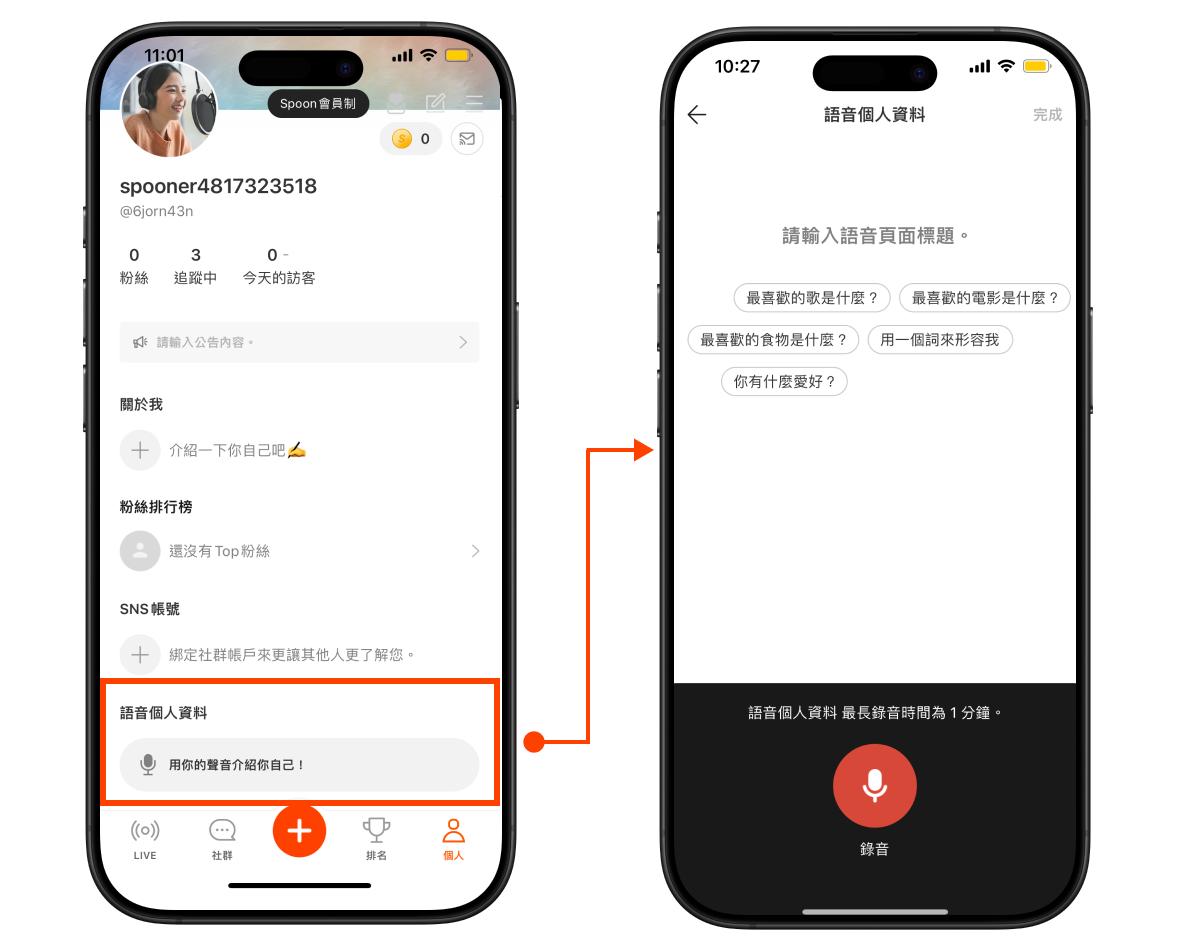 11:01
Spoon會員制
S
0
spooner4817323518
@6jorn43n
0 3 0 -
粉絲 追蹤中 今天的訪客
請輸入公告內容。
關於我
介紹一下你自己吧✍️
粉絲排行榜
還沒有Top粉絲
SNS帳號
綁定社群帳戶來更讓其他人更了解您。
語音個人資料
用你的聲音介紹你自己！
LIVE 社群 排名 個人
10:27
語音個人資料 完成
請輸入語音頁面標題。
最喜歡的歌是什麼？ 最喜歡的電影是什麼？
最喜歡的食物是什麼？ 用一個詞來形容我
你有什麼愛好？
語音個人資料 最長錄音時間為 1 分鐘。
錄音